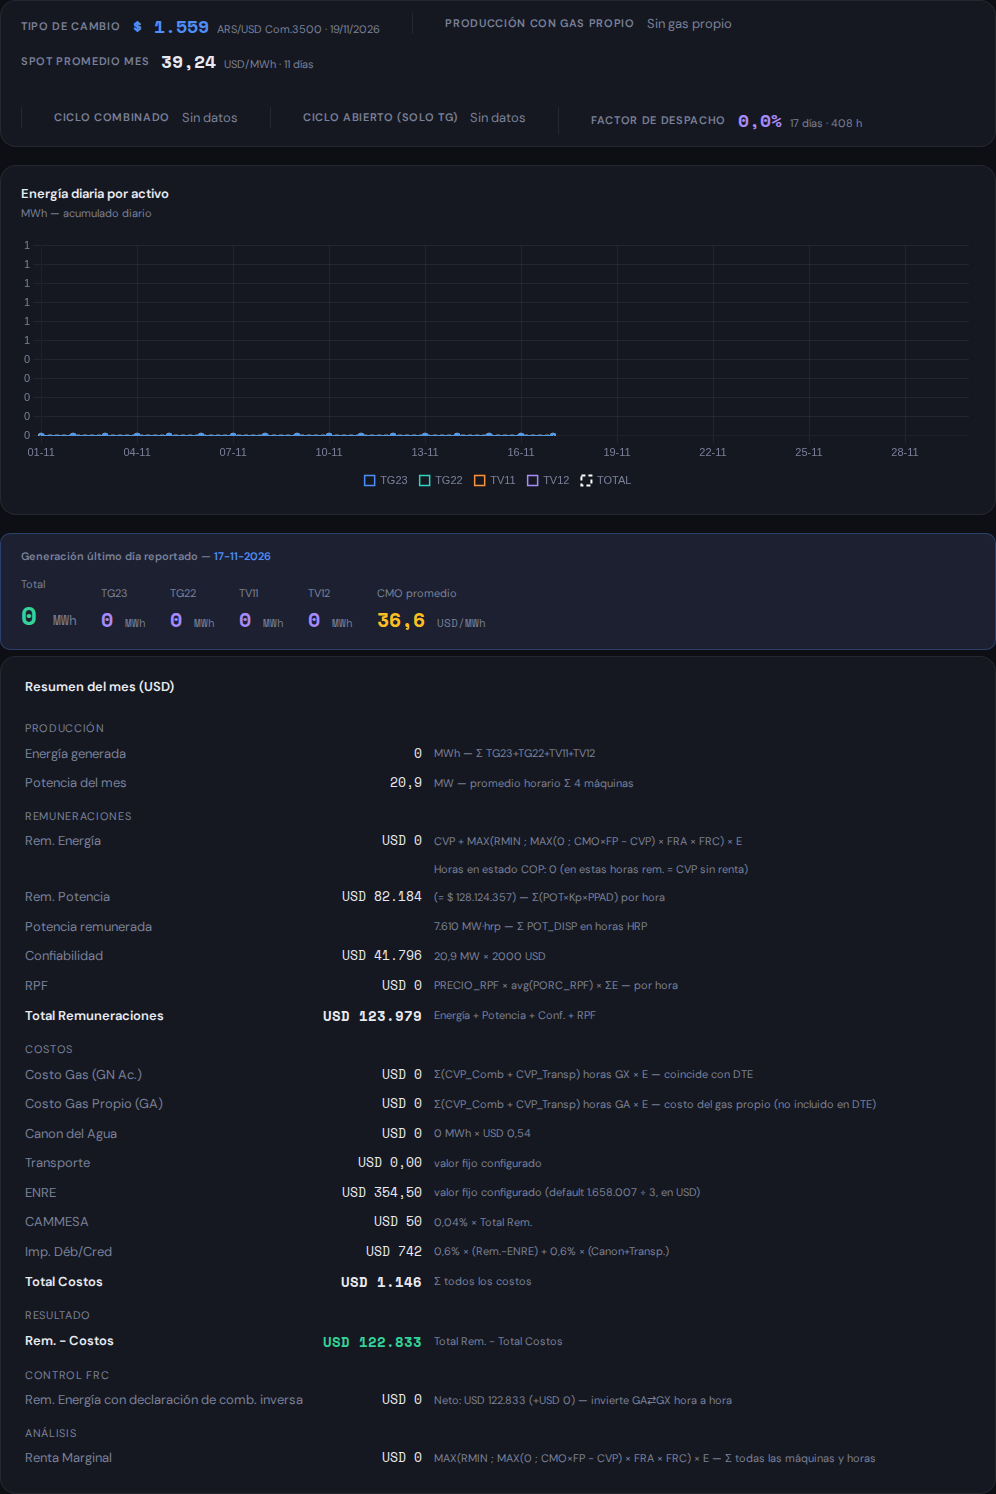 TIPO DE CAMBIO $ 1.559 ARS/USD Com.3500 · 19/11/2026 PRODUCCIÓN CON GAS PROPIO Sin gas propio
SPOT PROMEDIO MES 39,24 USD/MWh · 11 días
CICLO COMBINADO Sin datos CICLO ABIERTO (SOLO TG) Sin datos FACTOR DE DESPACHO 0,0% 17 días · 408 h
Energía diaria por activo
MWh — acumulado diario
1
1
1
1
1
1
0
0
0
0
0
01-11 04-11 07-11 10-11 13-11 16-11 19-11 22-11 25-11 28-11
TG23 TG22 TV11 TV12 TOTAL
Generación último día reportado — 17-11-2026
Total TG23 TG22 TV11 TV12 CMO promedio
0 MWh 0 MWh 0 MWh 0 MWh 0 MWh 36,6 USD/MWh
Resumen del mes (USD)
PRODUCCIÓN
Energía generada 0 MWh — Σ TG23+TG22+TV11+TV12
Potencia del mes 20,9 MW — promedio horario Σ 4 máquinas
REMUNERACIONES
Rem. Energía USD 0 CVP + MAX(RMIN ; MAX(0 ; CMO×FP − CVP) × FRA × FRC) × E
Horas en estado COP: 0 (en estas horas rem. = CVP sin renta)
Rem. Potencia USD 82.184 (= $ 128.124.357) — Σ(POT×Kp×PPAD) por hora
Potencia remunerada 7.610 MW·hrp — Σ POT_DISP en horas HRP
Confiabilidad USD 41.796 20,9 MW × 2000 USD
RPF USD 0 PRECIO_RPF × avg(PORC_RPF) × ΣE — por hora
Total Remuneraciones USD 123.979 Energía + Potencia + Conf. + RPF
COSTOS
Costo Gas (GN Ac.) USD 0 Σ(CVP_Comb + CVP_Transp) horas GX × E — coincide con DTE
Costo Gas Propio (GA) USD 0 Σ(CVP_Comb + CVP_Transp) horas GA × E — costo del gas propio (no incluido en DTE)
Canon del Agua USD 0 0 MWh × USD 0,54
Transporte USD 0,00 valor fijo configurado
ENRE USD 354,50 valor fijo configurado (default 1.658.007 ÷ 3, en USD)
CAMMESA USD 50 0,04% × Total Rem.
Imp. Déb/Cred USD 742 0,6% × (Rem.−ENRE) + 0,6% × (Canon+Transp.)
Total Costos USD 1.146 Σ todos los costos
RESULTADO
Rem. − Costos USD 122.833 Total Rem. − Total Costos
CONTROL FRC
Rem. Energía con declaración de comb. inversa USD 0 Neto: USD 122.833 (+USD 0) — invierte GA⇄GX hora a hora
ANÁLISIS
Renta Marginal USD 0 MAX(RMIN ; MAX(0 ; CMO×FP − CVP) × FRA × FRC) × E — Σ todas las máquinas y horas